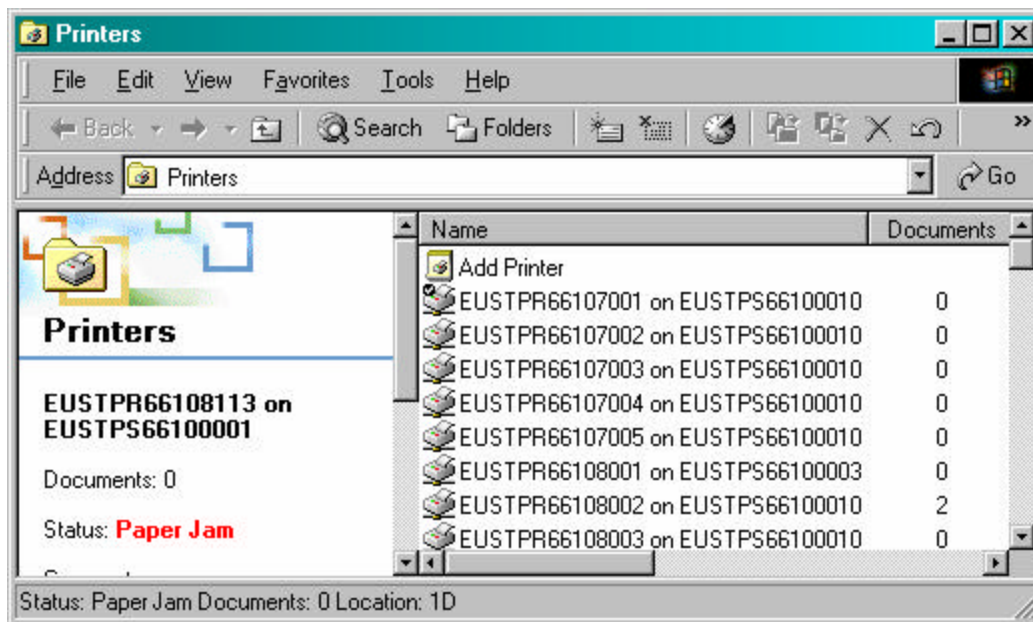 Printers
File Edit View Favorites Tools Help
Back Search Folders »
Address Printers Go
Printers
EUSTPR66108113 on
EUSTPS66100001
Documents: 0
Status: Paper Jam
Name Documents
Add Printer
EUSTPR66107001 on EUSTPS66100010 0
EUSTPR66107002 on EUSTPS66100010 0
EUSTPR66107003 on EUSTPS66100010 0
EUSTPR66107004 on EUSTPS66100010 0
EUSTPR66107005 on EUSTPS66100010 0
EUSTPR66108001 on EUSTPS66100003 0
EUSTPR66108002 on EUSTPS66100010 2
EUSTPR66108003 on EUSTPS66100010 0
Status: Paper Jam Documents: 0 Location: 1D